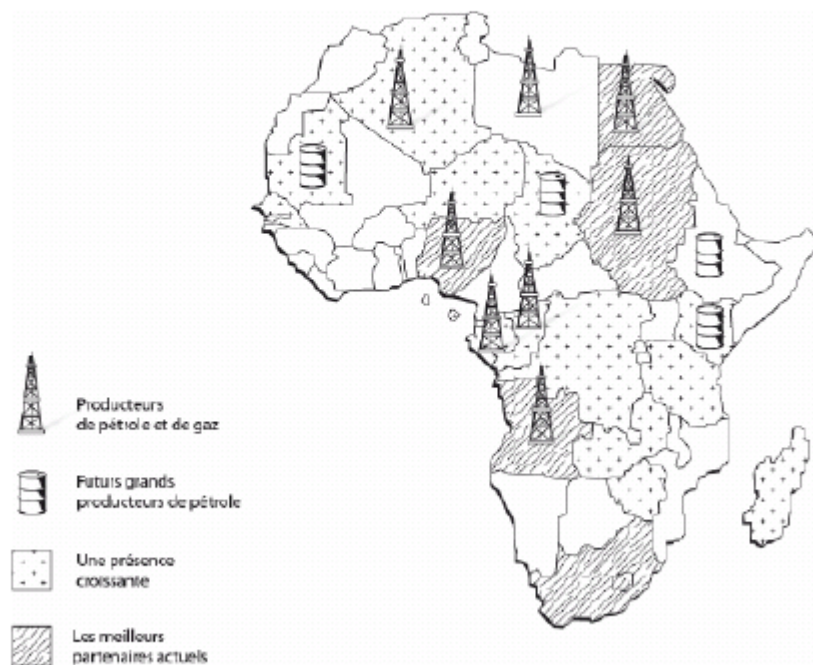 Producteurs
de pétrole et de gaz
Futurs grands
producteurs de pétrole
Une présence
croissante
Les meilleurs
partenaires actuels